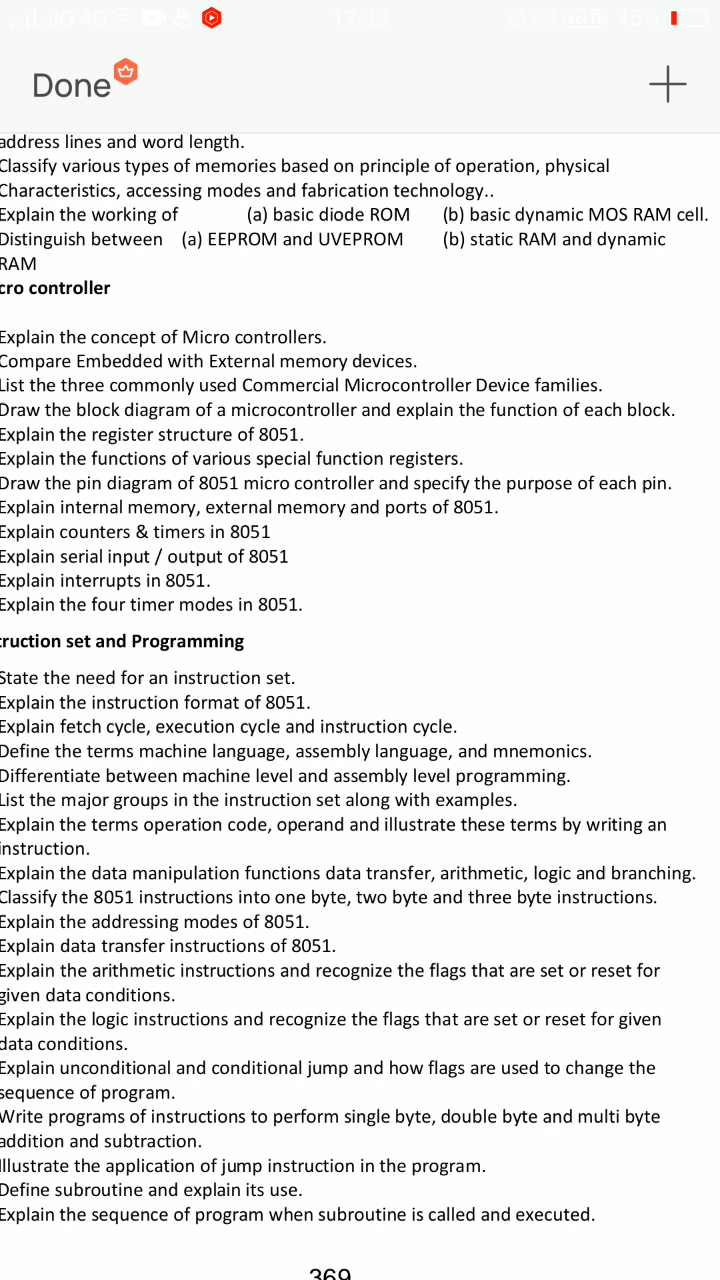 JIO 4G 17:38 VoLTE 15%
Done
address lines and word length.
Classify various types of memories based on principle of operation, physical
Characteristics, accessing modes and fabrication technology..
Explain the working of (a) basic diode ROM (b) basic dynamic MOS RAM cell.
Distinguish between (a) EEPROM and UVEPROM (b) static RAM and dynamic
RAM
cro controller
Explain the concept of Micro controllers.
Compare Embedded with External memory devices.
List the three commonly used Commercial Microcontroller Device families.
Draw the block diagram of a microcontroller and explain the function of each block.
Explain the register structure of 8051.
Explain the functions of various special function registers.
Draw the pin diagram of 8051 micro controller and specify the purpose of each pin.
Explain internal memory, external memory and ports of 8051.
Explain counters & timers in 8051
Explain serial input / output of 8051
Explain interrupts in 8051.
Explain the four timer modes in 8051.
truction set and Programming
State the need for an instruction set.
Explain the instruction format of 8051.
Explain fetch cycle, execution cycle and instruction cycle.
Define the terms machine language, assembly language, and mnemonics.
Differentiate between machine level and assembly level programming.
List the major groups in the instruction set along with examples.
Explain the terms operation code, operand and illustrate these terms by writing an
instruction.
Explain the data manipulation functions data transfer, arithmetic, logic and branching.
Classify the 8051 instructions into one byte, two byte and three byte instructions.
Explain the addressing modes of 8051.
Explain data transfer instructions of 8051.
Explain the arithmetic instructions and recognize the flags that are set or reset for
given data conditions.
Explain the logic instructions and recognize the flags that are set or reset for given
data conditions.
Explain unconditional and conditional jump and how flags are used to change the
sequence of program.
Write programs of instructions to perform single byte, double byte and multi byte
addition and subtraction.
Illustrate the application of jump instruction in the program.
Define subroutine and explain its use.
Explain the sequence of program when subroutine is called and executed.
369